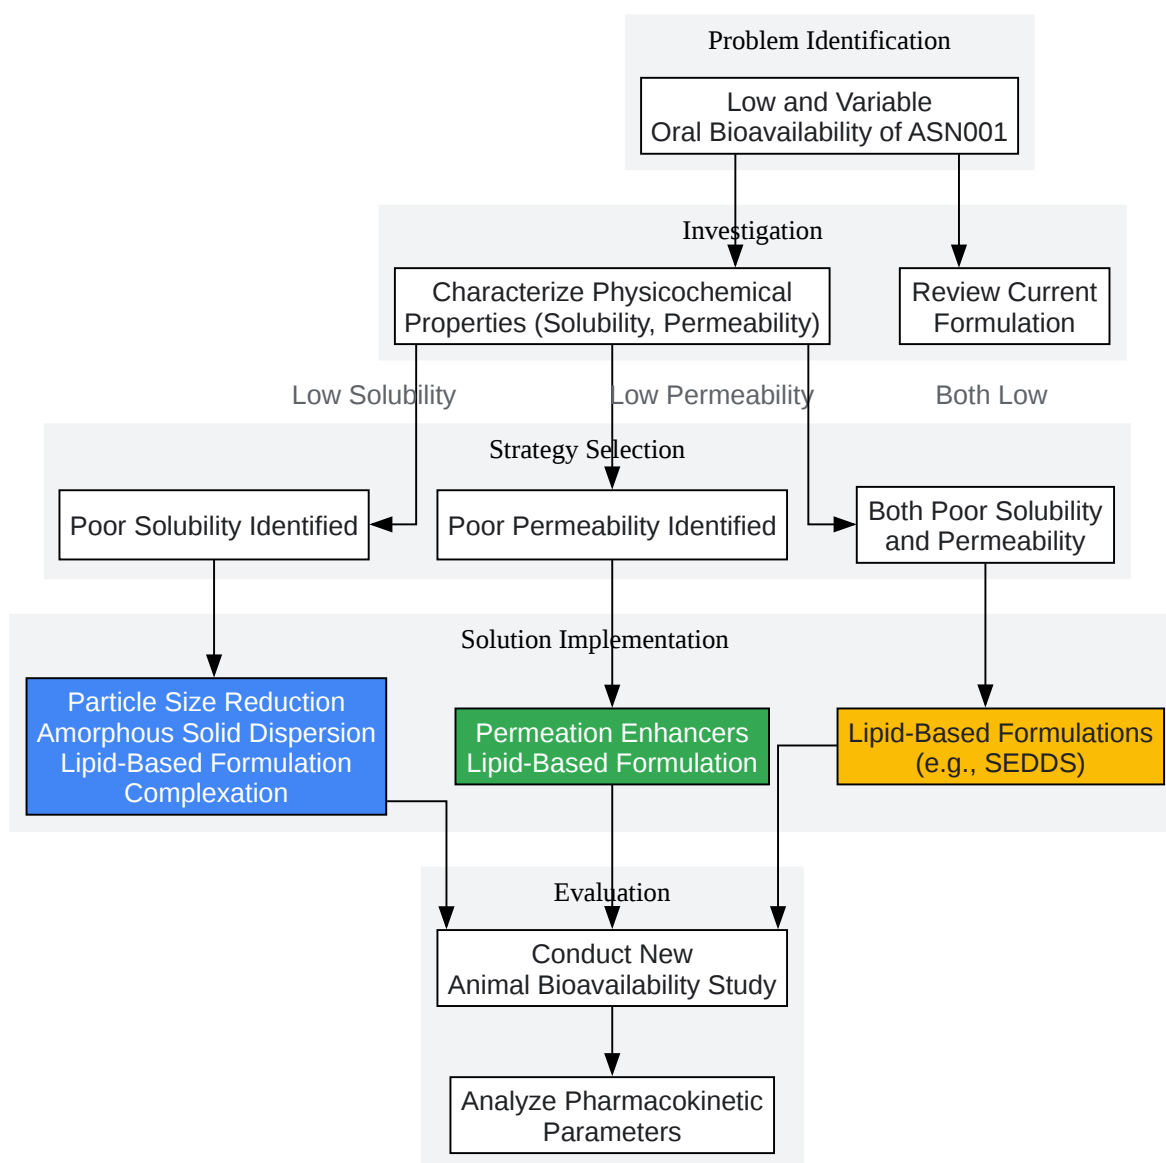 Problem Identification
Low and Variable
Oral Bioavailability of ASN001
Investigation
Characterize Physicochemical
Properties (Solubility, Permeability)
Review Current
Formulation
Low Solubility
Low Permeability
Both Low
Strategy Selection
Poor Solubility Identified
Poor Permeability Identified
Both Poor Solubility
and Permeability
Solution Implementation
Particle Size Reduction
Amorphous Solid Dispersion
Lipid-Based Formulation
Complexation
Permeation Enhancers
Lipid-Based Formulation
Lipid-Based Formulations
(e.g., SEDDS)
Evaluation
Conduct New
Animal Bioavailability Study
Analyze Pharmacokinetic
Parameters